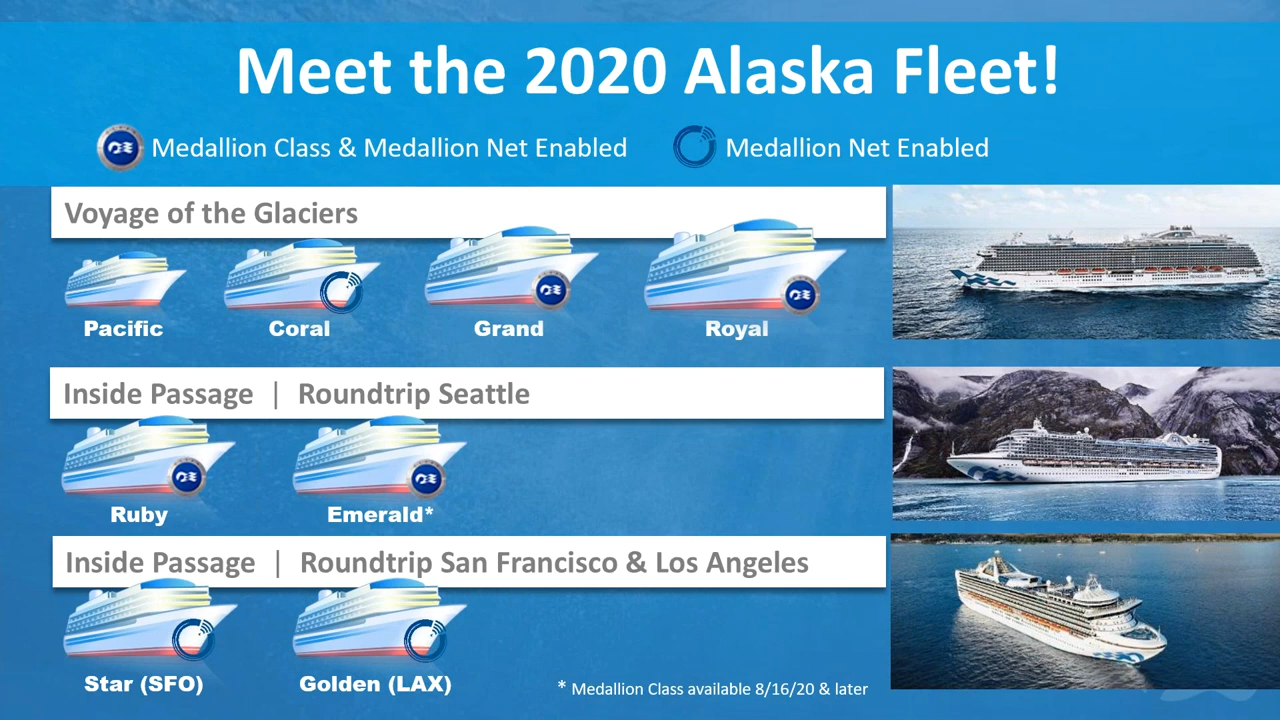 Meet the 2020 Alaska Fleet!
Medallion Class & Medallion Net Enabled
Medallion Net Enabled
Voyage of the Glaciers
Pacific
Coral
Grand
Royal
Inside Passage | Roundtrip Seattle
Ruby
Emerald*
Inside Passage | Roundtrip San Francisco & Los Angeles
Star (SFO)
Golden (LAX)
* Medallion Class available 8/16/20 & later